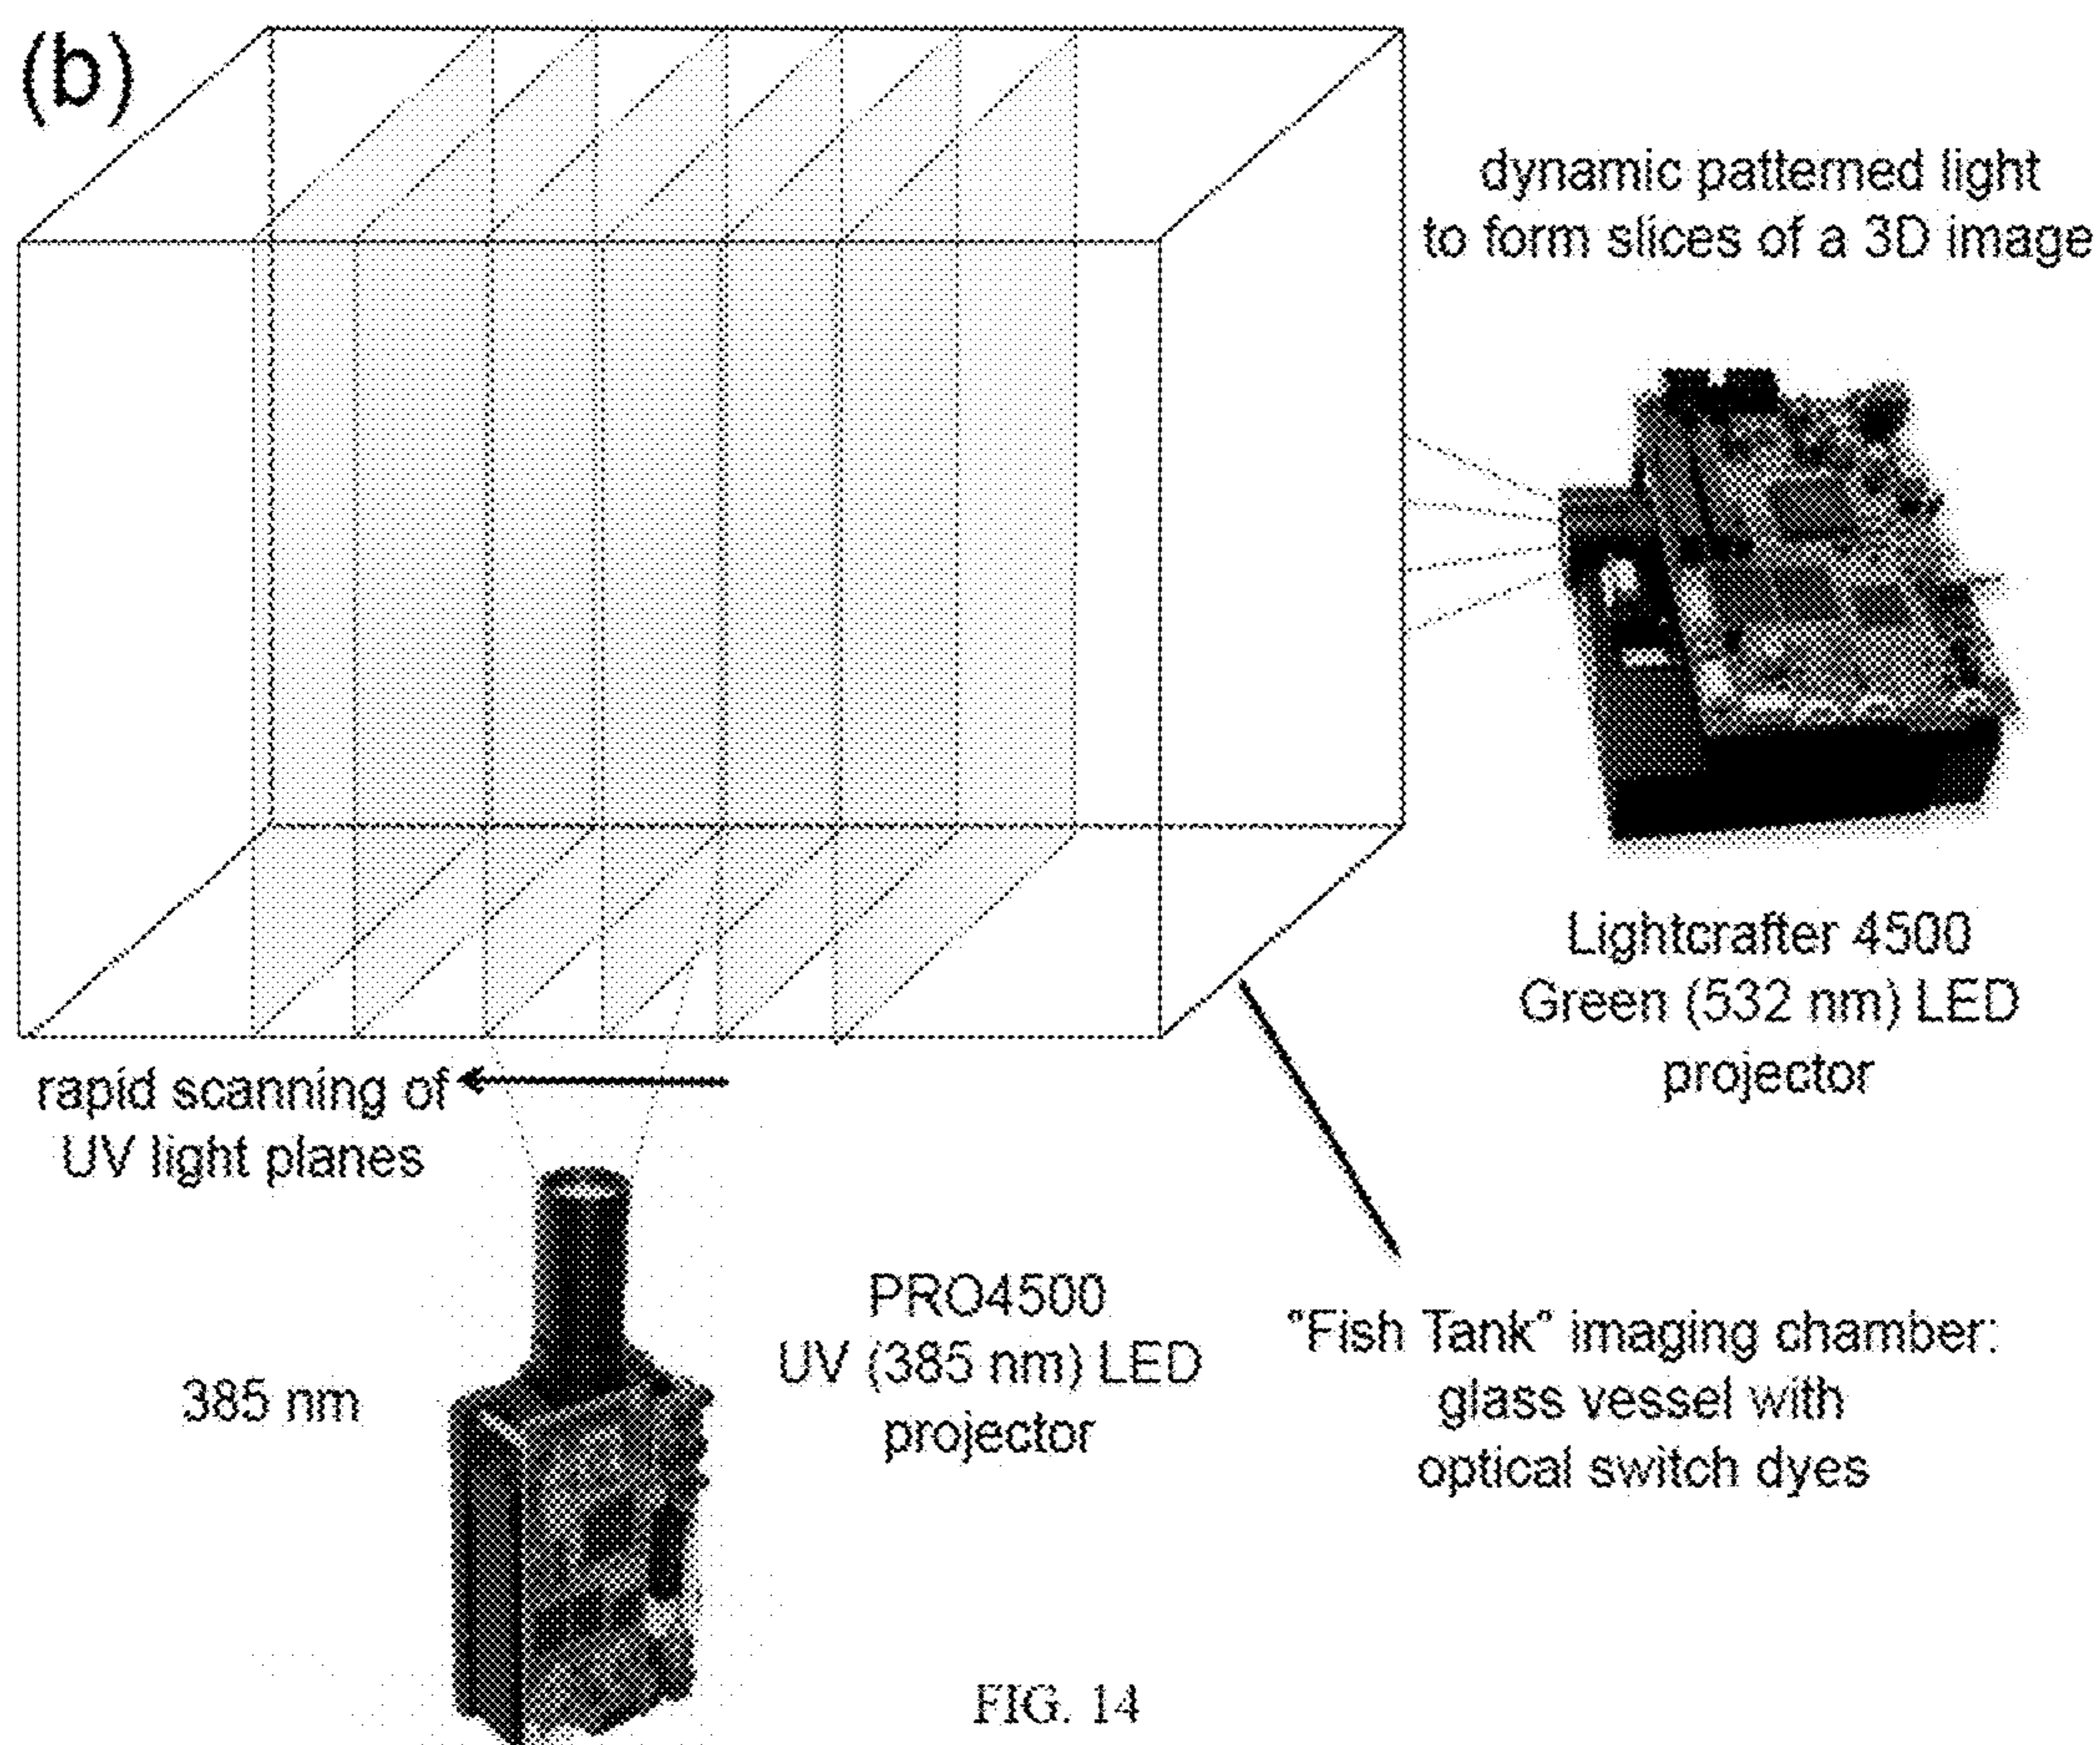 (b)
dynamic patterned light
to form slices of a 3D image
Lightcrafter 4500
Green (532 nm) LED
projector
rapid scanning of
UV light planes
385 nm
PRO4500
UV (385 nm) LED
projector
"Fish Tank" imaging chamber:
glass vessel with
optical switch dyes
FIG. 14